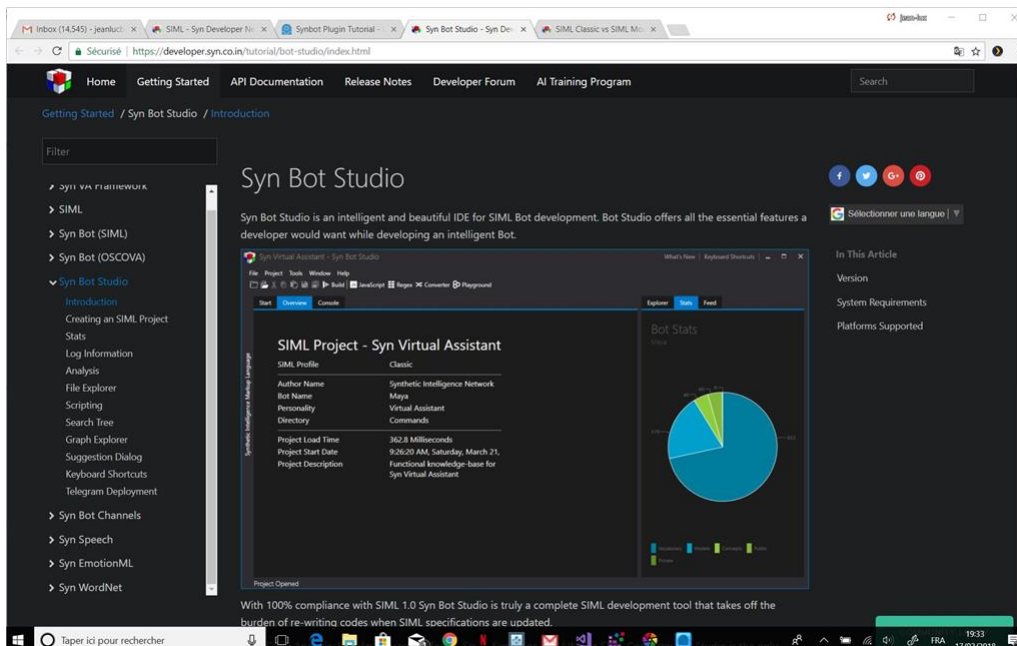 Inbox (14,545) - jeanluc
SIML - Syn Developer Ne
Synbot Plugin Tutorial -
Syn Bot Studio - Syn Dev
SIML Classic vs SIML Mo
jean-luc
Sécurisé https://developer.syn.co.in/tutorial/bot-studio/index.html
Home Getting Started API Documentation Release Notes Developer Forum AI Training Program Search
Getting Started / Syn Bot Studio / Introduction
Filter
Syn VA Framework
SIML
Syn Bot (SIML)
Syn Bot (OSCOVA)
Syn Bot Studio
Introduction
Creating an SIML Project
Stats
Log Information
Analysis
File Explorer
Scripting
Search Tree
Graph Explorer
Suggestion Dialog
Keyboard Shortcuts
Telegram Deployment
Syn Bot Channels
Syn Speech
Syn EmotionML
Syn WordNet
Syn Bot Studio
Syn Bot Studio is an intelligent and beautiful IDE for SIML Bot development. Bot Studio offers all the essential features a
developer would want while developing an intelligent Bot.
Syn Virtual Assistant - Syn Bot Studio What's New Keyboard Shortcuts
File Project Tools Window Help
Build JavaScript Regex Converter Playground
Start Overview Console
Explorer Stats Feed
Synthetic Intelligence Markup Language
SIML Project - Syn Virtual Assistant
SIML Profile Classic
Author Name Synthetic Intelligence Network
Bot Name Maya
Personality Virtual Assistant
Directory Commands
Project Load Time 362.8 Milliseconds
Project Start Date 9:26:20 AM, Saturday, March 21,
Project Description Functional knowledge-base for
Syn Virtual Assistant
Bot Stats
Maya
Vocabulary Models Concepts
Project Opened
With 100% compliance with SIML 1.0 Syn Bot Studio is truly a complete SIML development tool that takes off the
burden of re-writing codes when SIML specifications are updated.
Sélectionner une langue
In This Article
Version
System Requirements
Platforms Supported
Taper ici pour rechercher
FRA
19:33
17/03/2018